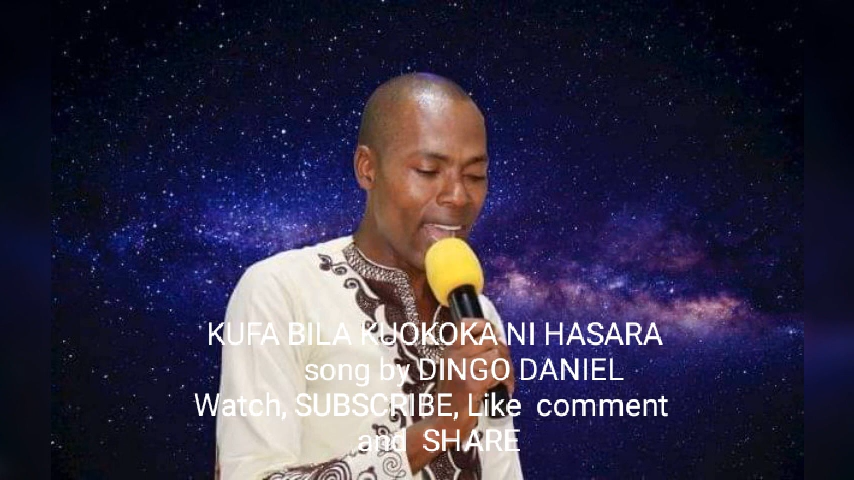 KUFA BILA KUOKOKA NI HASARA
song by DINGO DANIEL
Watch, SUBSCRIBE, Like comment
and SHARE